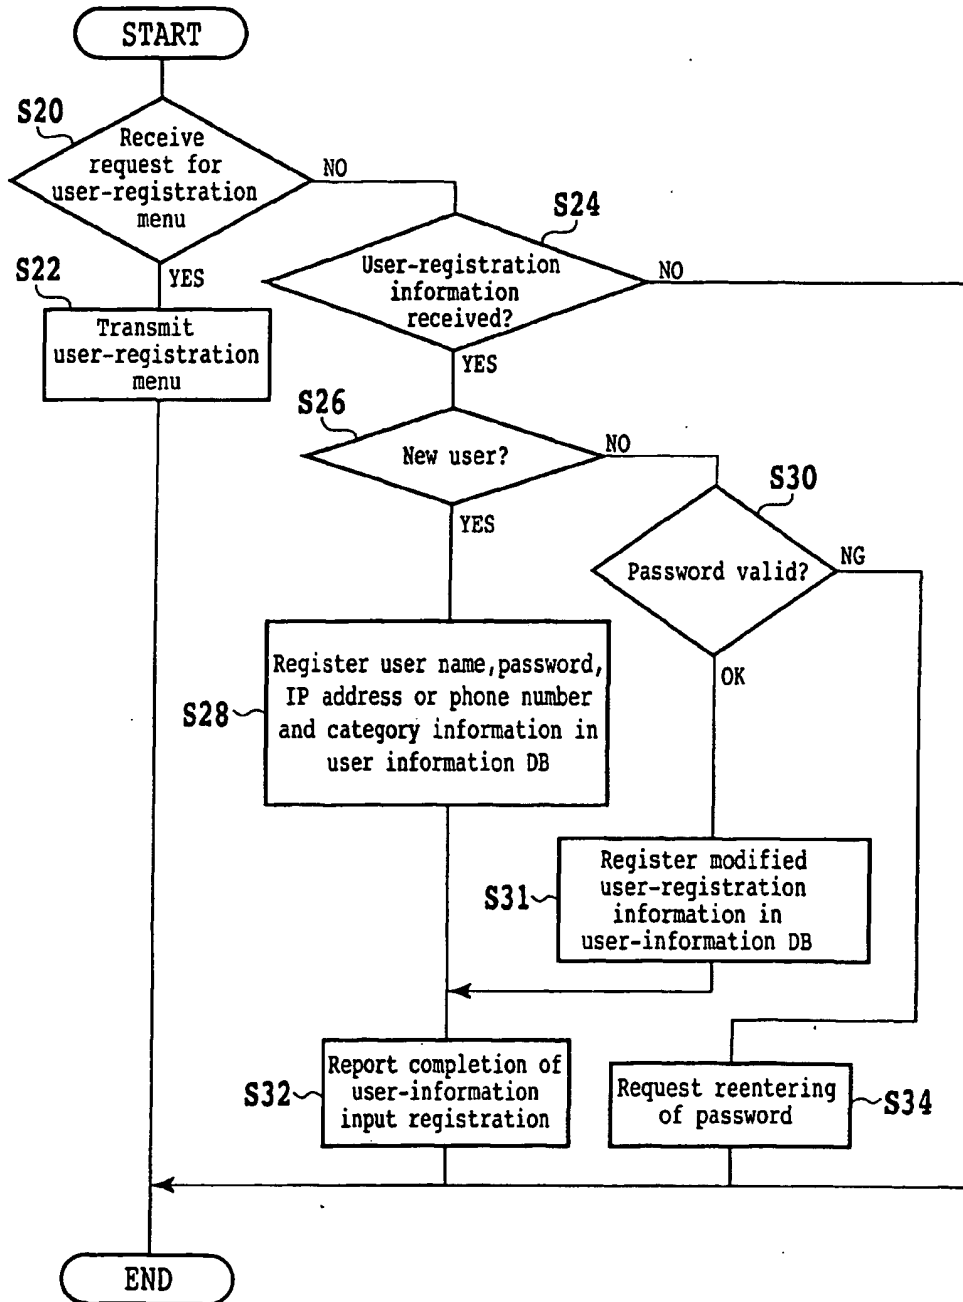 START
S20
Receive
request for
user-registration
menu
NO
YES
S24
User-registration
information
received?
NO
YES
S22
Transmit
user-registration
menu
S26
New user?
NO
YES
S30
Password valid?
NG
OK
S28
Register user name,password,
IP address or phone number
and category information in
user information DB
S31
Register modified
user-registration
information in
user-information DB
S32
Report completion of
user-information
input registration
Request reentering
of password
S34
END